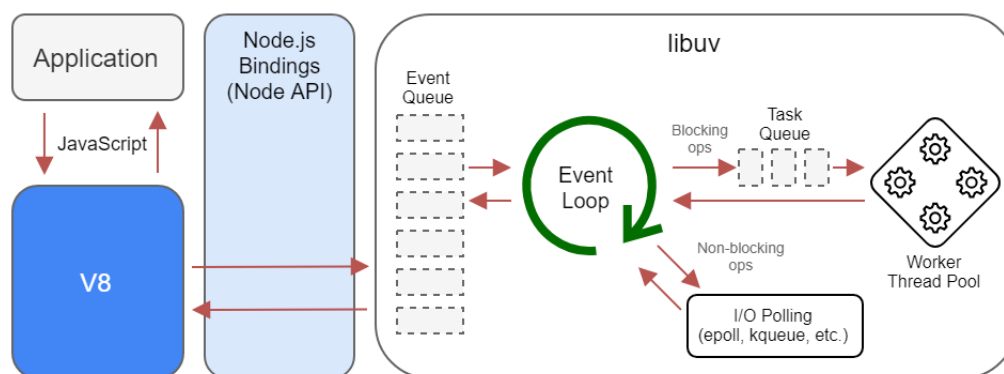 Application
JavaScript
V8
Node.js
Bindings
(Node API)
libuv
Event
Queue
Event
Loop
Blocking
ops
Task
Queue
Worker
Thread Pool
Non-blocking
ops
I/O Polling
(epoll, kqueue, etc.)